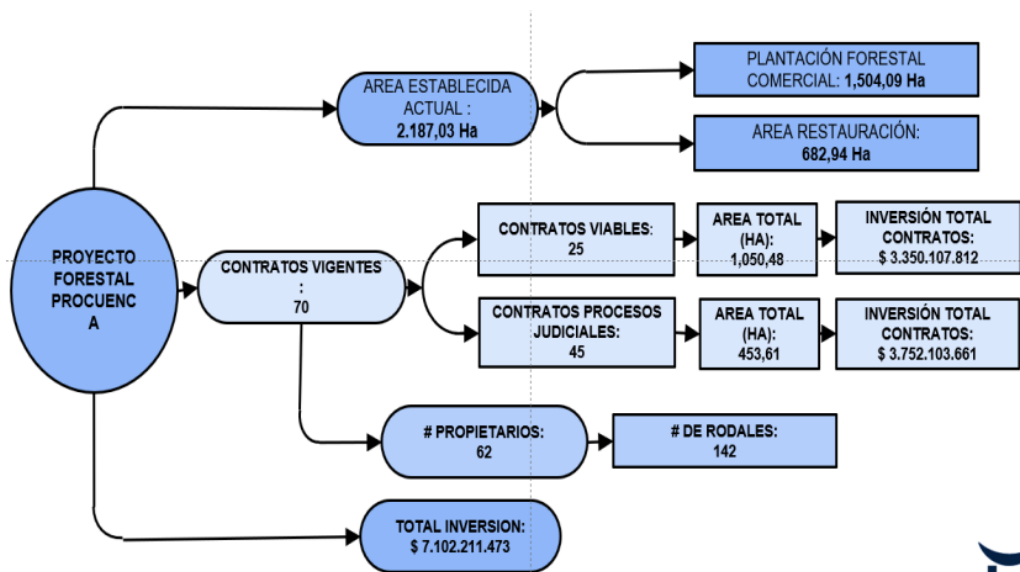 PROYECTO
FORESTAL
PROCUENC
A
AREA ESTABLECIDA
ACTUAL :
2.187,03 Ha
PLANTACIÓN FORESTAL
COMERCIAL: 1,504,09 Ha
AREA RESTAURACIÓN:
682,94 Ha
CONTRATOS VIGENTES
:
70
CONTRATOS VIABLES:
25
AREA TOTAL
(HA):
1,050,48
INVERSIÓN TOTAL
CONTRATOS:
$ 3.350.107.812
CONTRATOS PROCESOS
JUDICIALES:
45
AREA TOTAL
(HA):
453,61
INVERSIÓN TOTAL
CONTRATOS:
$ 3.752.103.661
# PROPIETARIOS:
62
# DE RODALES:
142
TOTAL INVERSION:
$ 7.102.211.473